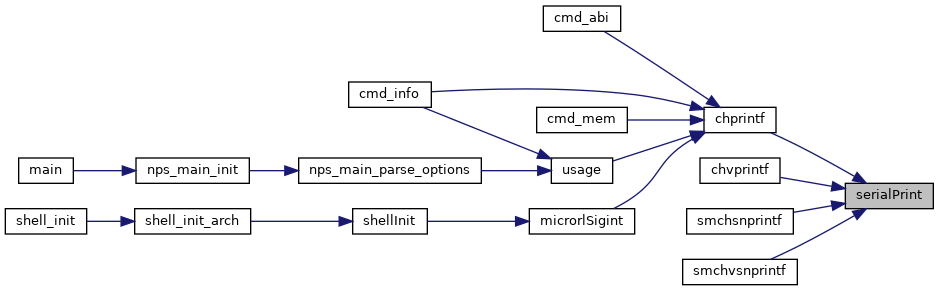 cmd_abi
cmd_info
cmd_mem
chprintf
main
nps_main_init
nps_main_parse_options
usage
chvprintf
serialPrint
shell_init
shell_init_arch
shellInit
microrlSigint
smchsnprintf
smchvsnprintf